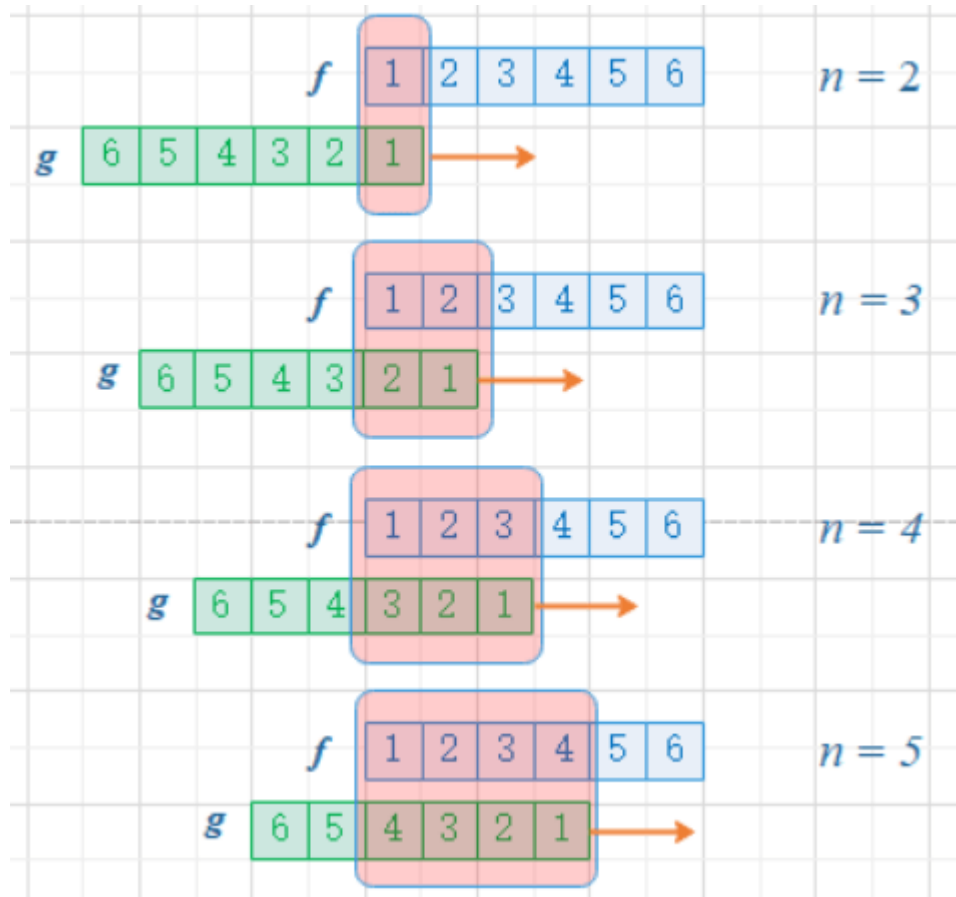 f 1 2 3 4 5 6 n = 2
g 6 5 4 3 2 1
f 1 2 3 4 5 6 n = 3
g 6 5 4 3 2 1
f 1 2 3 4 5 6 n = 4
g 6 5 4 3 2 1
f 1 2 3 4 5 6 n = 5
g 6 5 4 3 2 1